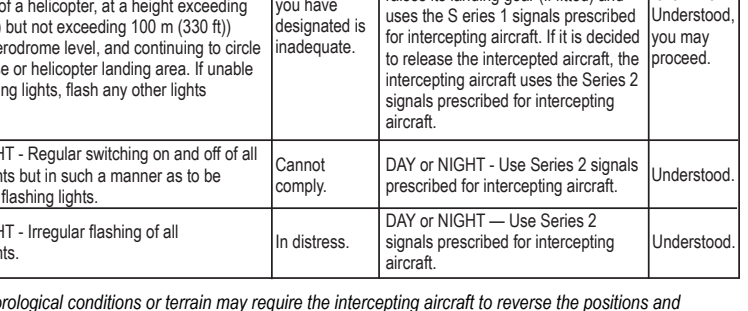 of a helicopter, at a height exceeding
but not exceeding 100 m (330 ft))
aerodrome level, and continuing to circle
or helicopter landing area. If unable
lights, flash any other lights
you have
designated is
inadequate.
uses the S eries 1 signals prescribed
for intercepting aircraft. If it is decided
to release the intercepted aircraft, the
intercepting aircraft uses the Series 2
signals prescribed for intercepting
aircraft.
Understood,
you may
proceed.
HT - Regular switching on and off of all
nts but in such a manner as to be
flashing lights.
Cannot
comply.
DAY or NIGHT - Use Series 2 signals
prescribed for intercepting aircraft.
Understood.
HT - Irregular flashing of all
nts.
In distress.
DAY or NIGHT — Use Series 2
signals prescribed for intercepting
aircraft.
Understood.
orological conditions or terrain may require the intercepting aircraft to reverse the positions and